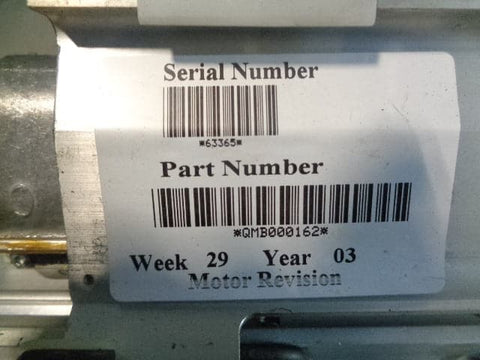 Serial Number
*63365*
Part Number
*QMB000162*
Week 29 Year 03
Motor Revision